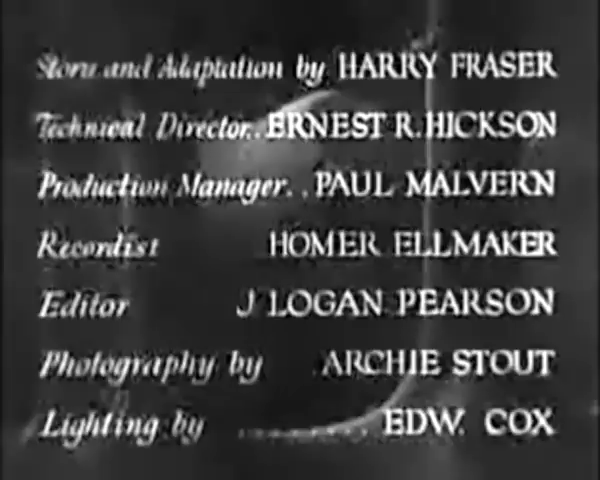 Story and Adaptation by HARRY FRASER
Technical Director.. ERNEST R. HICKSON
Production Manager.. PAUL MALVERN
Recordist HOMER ELLMAKER
Editor J LOGAN PEARSON
Photography by ARCHIE STOUT
Lighting by EDW. COX